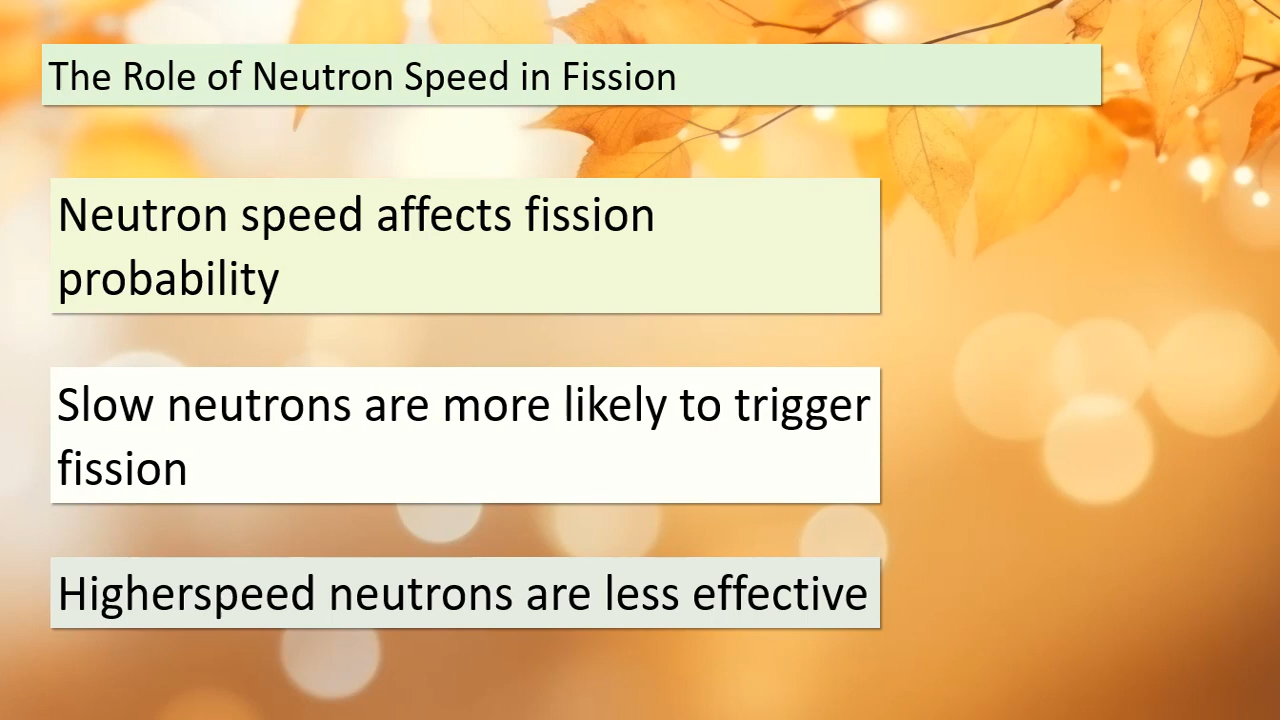 The Role of Neutron Speed in Fission
Neutron speed affects fission
probability
Slow neutrons are more likely to trigger
fission
Higherspeed neutrons are less effective